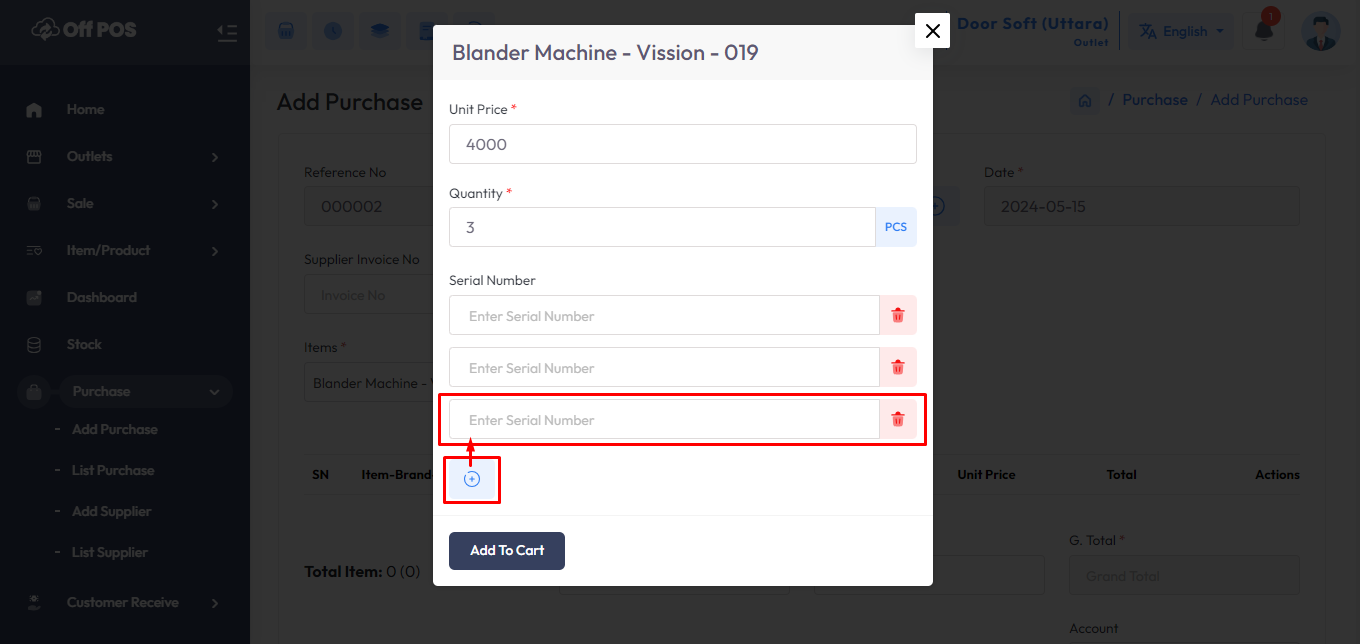 Off POS
Door Soft (Uttara)
Outlet
English
1
Home
Outlets
Sale
Item/Product
Dashboard
Stock
Purchase
- Add Purchase
- List Purchase
- Add Supplier
- List Supplier
Customer Receive
Add Purchase
/ Purchase / Add Purchase
Reference No
000002
Date *
2024-05-15
Supplier Invoice No
Invoice No
Items *
Blander Machine -
SN
Item-Brand
Unit Price
Total
Actions
Total Item: 0 (0)
G. Total *
Grand Total
Account
Blander Machine - Vission - 019
Unit Price *
4000
Quantity *
3
PCS
Serial Number
Enter Serial Number
Enter Serial Number
Enter Serial Number
Add To Cart